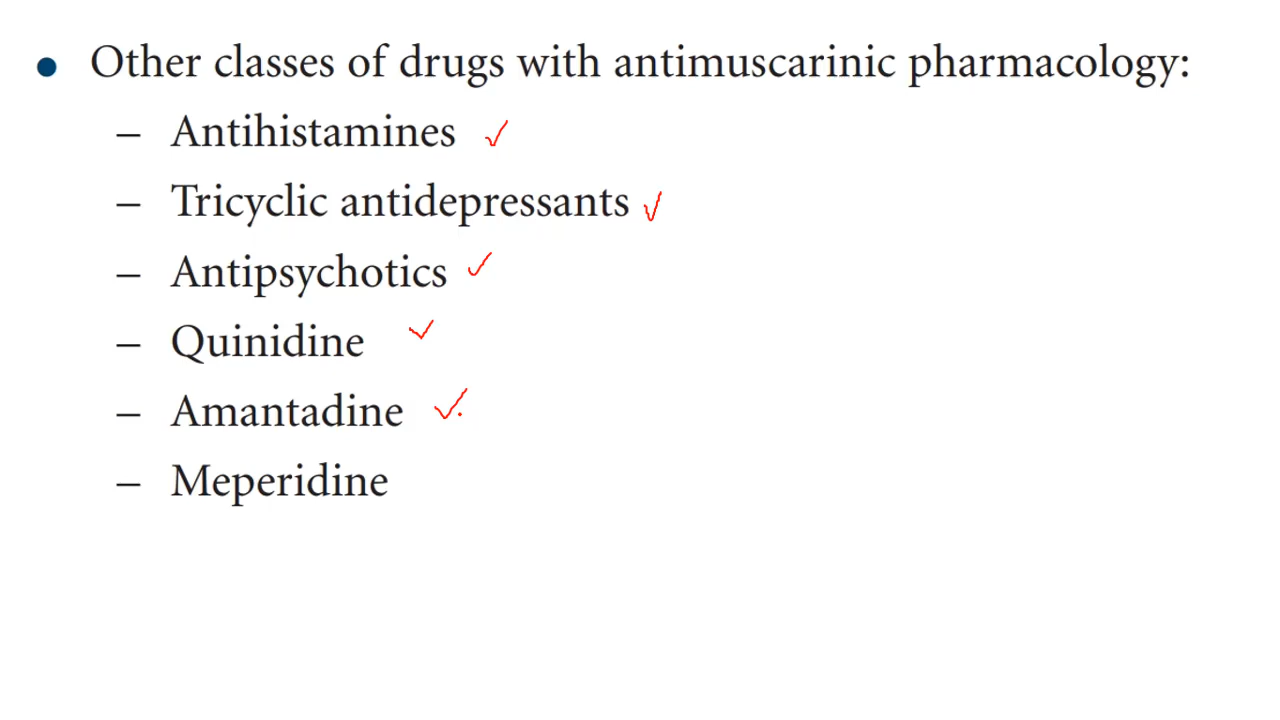 • Other classes of drugs with antimuscarinic pharmacology:
– Antihistamines ✓
– Tricyclic antidepressants ✓
– Antipsychotics ✓
– Quinidine ✓
– Amantadine ✓
– Meperidine